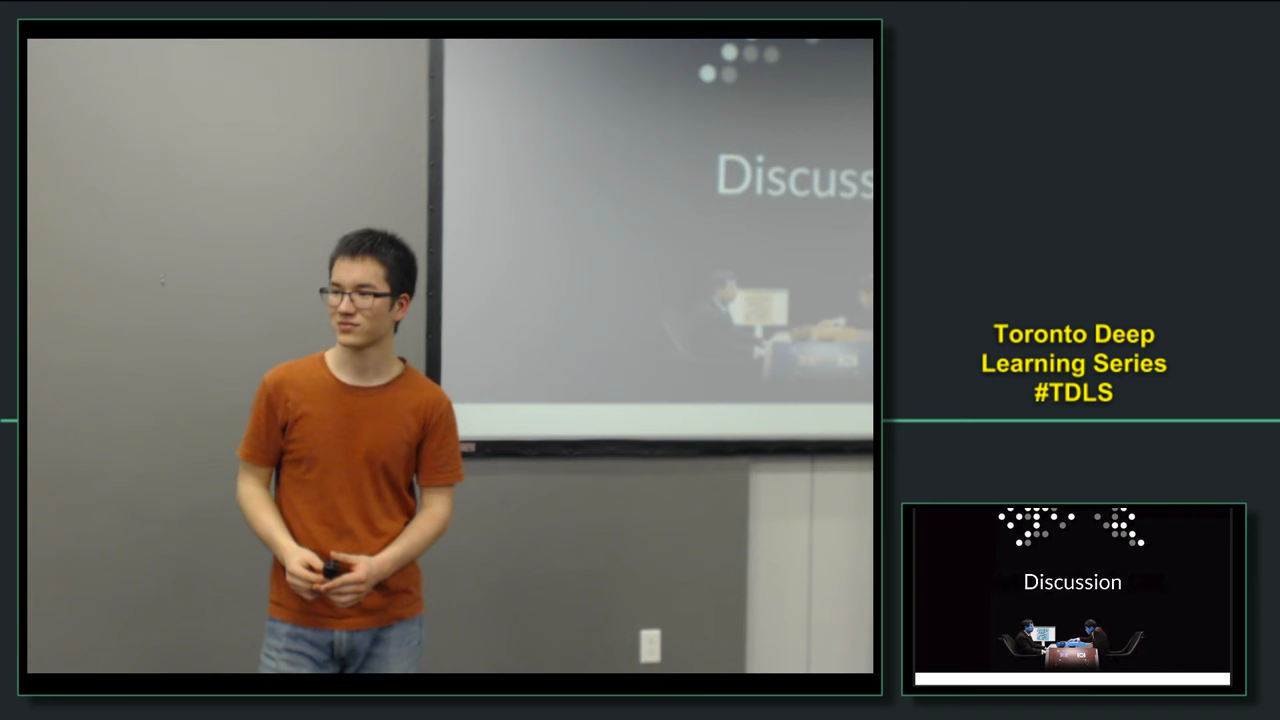 Discuss
Toronto Deep
Learning Series
#TDLS
Discussion